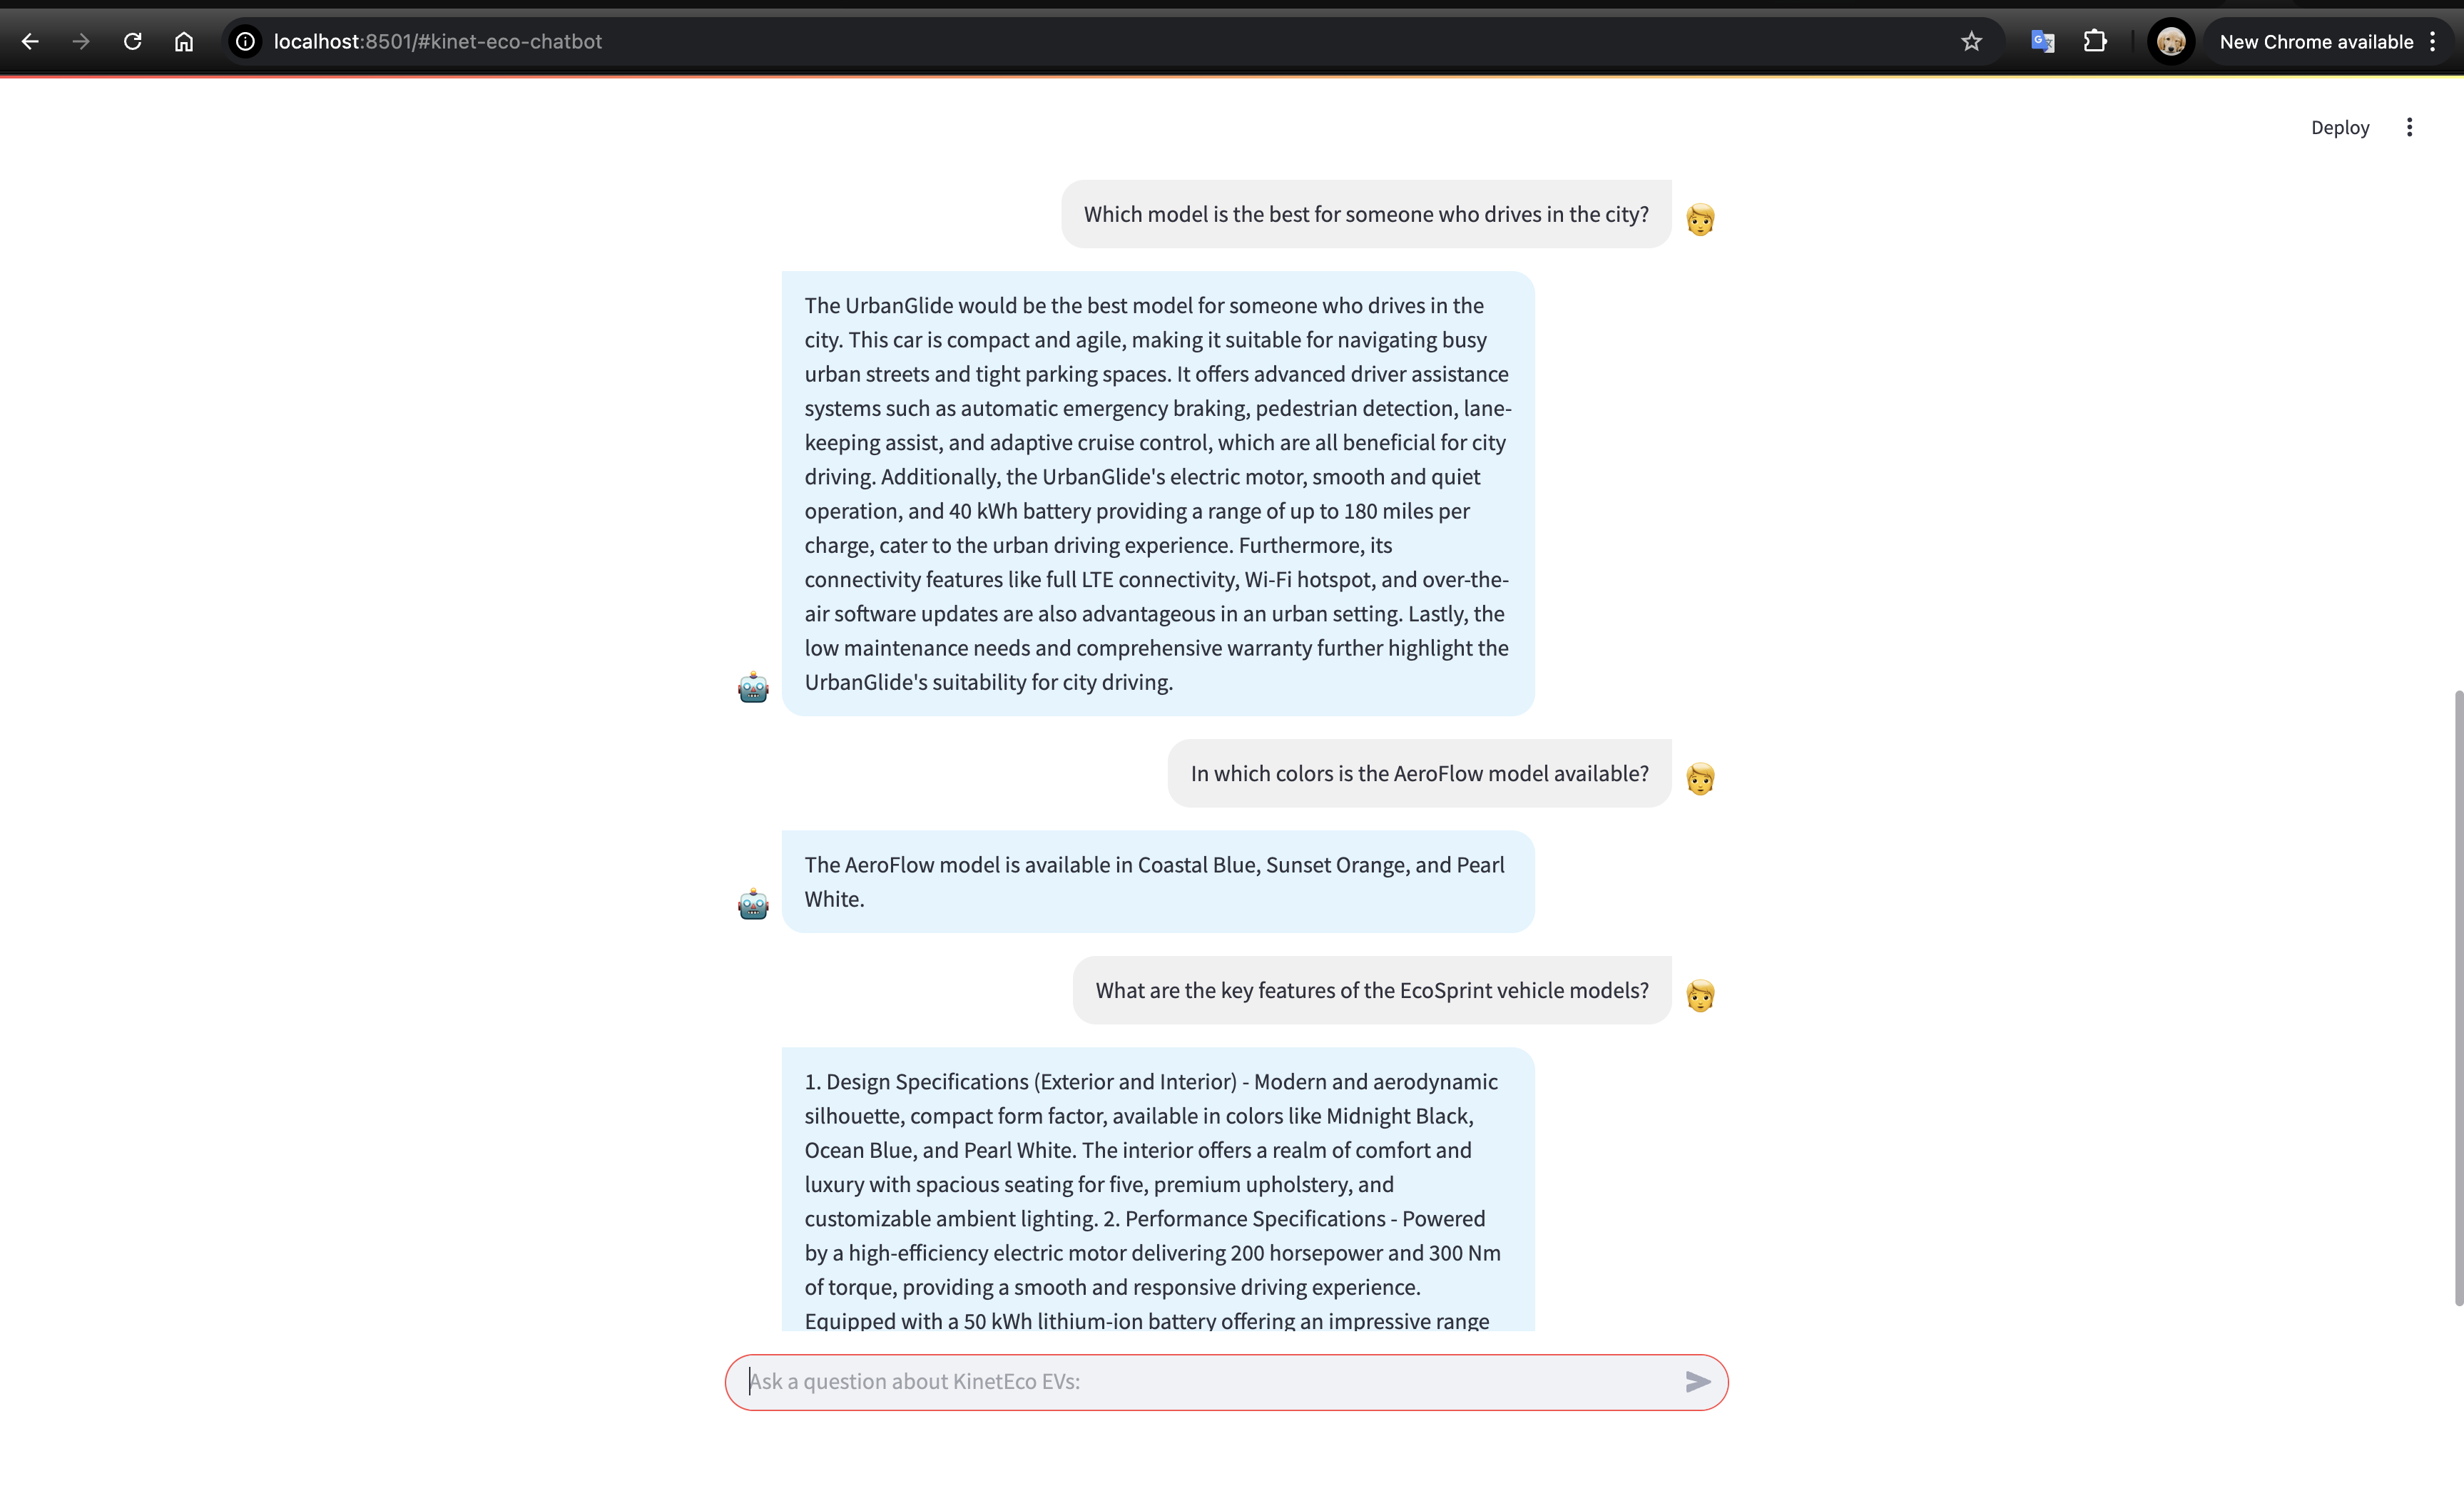 localhost:8501/#kinet-eco-chatbot
New Chrome available
Deploy
Which model is the best for someone who drives in the city?
The UrbanGlide would be the best model for someone who drives in the
city. This car is compact and agile, making it suitable for navigating busy
urban streets and tight parking spaces. It offers advanced driver assistance
systems such as automatic emergency braking, pedestrian detection, lane-
keeping assist, and adaptive cruise control, which are all beneficial for city
driving. Additionally, the UrbanGlide's electric motor, smooth and quiet
operation, and 40 kWh battery providing a range of up to 180 miles per
charge, cater to the urban driving experience. Furthermore, its
connectivity features like full LTE connectivity, Wi-Fi hotspot, and over-the-
air software updates are also advantageous in an urban setting. Lastly, the
low maintenance needs and comprehensive warranty further highlight the
UrbanGlide's suitability for city driving.
In which colors is the AeroFlow model available?
The AeroFlow model is available in Coastal Blue, Sunset Orange, and Pearl
White.
What are the key features of the EcoSprint vehicle models?
1. Design Specifications (Exterior and Interior) - Modern and aerodynamic
silhouette, compact form factor, available in colors like Midnight Black,
Ocean Blue, and Pearl White. The interior offers a realm of comfort and
luxury with spacious seating for five, premium upholstery, and
customizable ambient lighting. 2. Performance Specifications - Powered
by a high-efficiency electric motor delivering 200 horsepower and 300 Nm
of torque, providing a smooth and responsive driving experience.
Equipped with a 50 kWh lithium-ion battery offering an impressive range
Ask a question about KinetEco EVs: